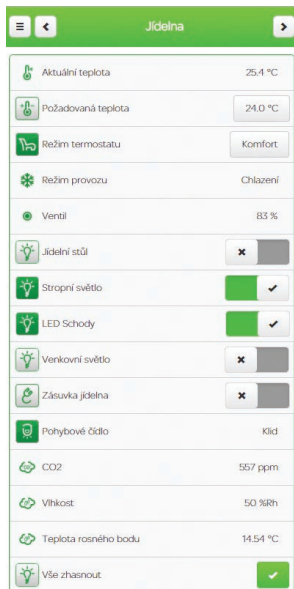 Jídelna
Aktuální teplota 25.4 °C
Požadovaná teplota 24.0 °C
Režim termostatu Komfort
Režim provozu Chlazení
Ventil 83 %
Jídelní stůl
Stropní světlo
LED Schody
Venkovní světlo
Zásuvka jídelna
Pohybové čídlo Klid
CO2 557 ppm
Vlhkost 50 %Rh
Teplota rosného bodu 14.54 °C
Vše zhasnout